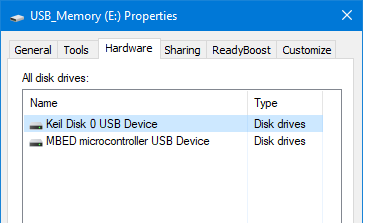 USB_Memory (E:) Properties
General Tools Hardware Sharing ReadyBoost Customize
All disk drives:
Name Type
Keil Disk 0 USB Device Disk drives
MBED microcontroller USB Device Disk drives